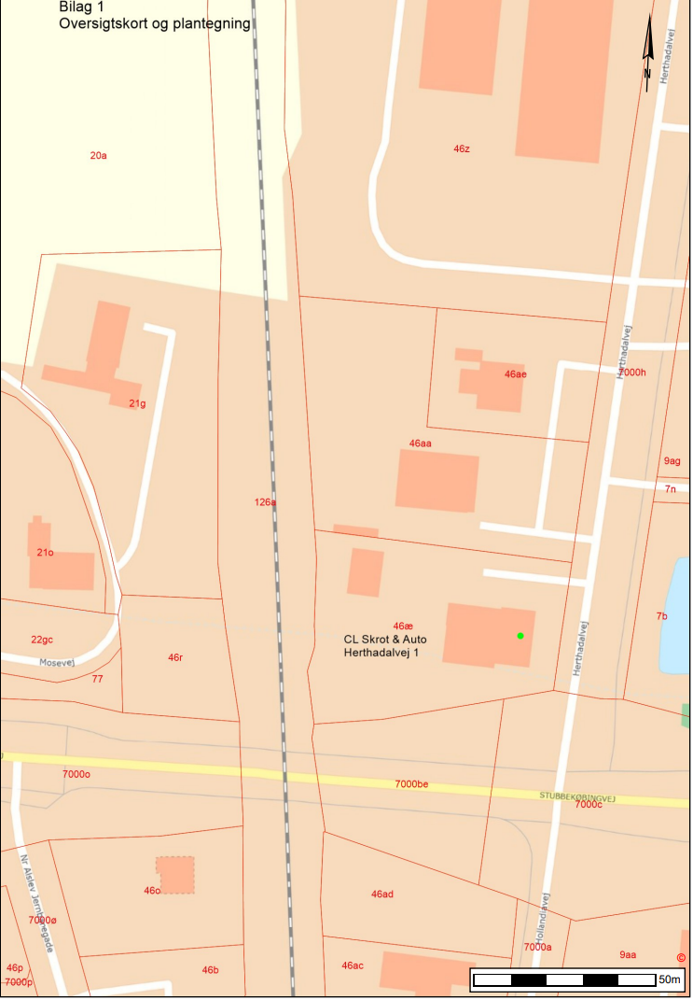 Bilag 1
Oversigtskort og plantegning
Herthadalvej
N
20a
46z
Herthadalvej
7000h
46ae
21g
46aa
9ag
7n
126a
21o
46æ
7b
22gc
CL Skrot & Auto
Herthadalvej 1
Herthadalvej
46r
Mosevej
77
7000o
7000be
STUBBEKØBINGVEJ
7000c
Nr Alslev Jernbanegade
46o
46ad
7000ø
Hollandiavej
7000a
9aa
©
46p
46b
46ac
7000p
50m